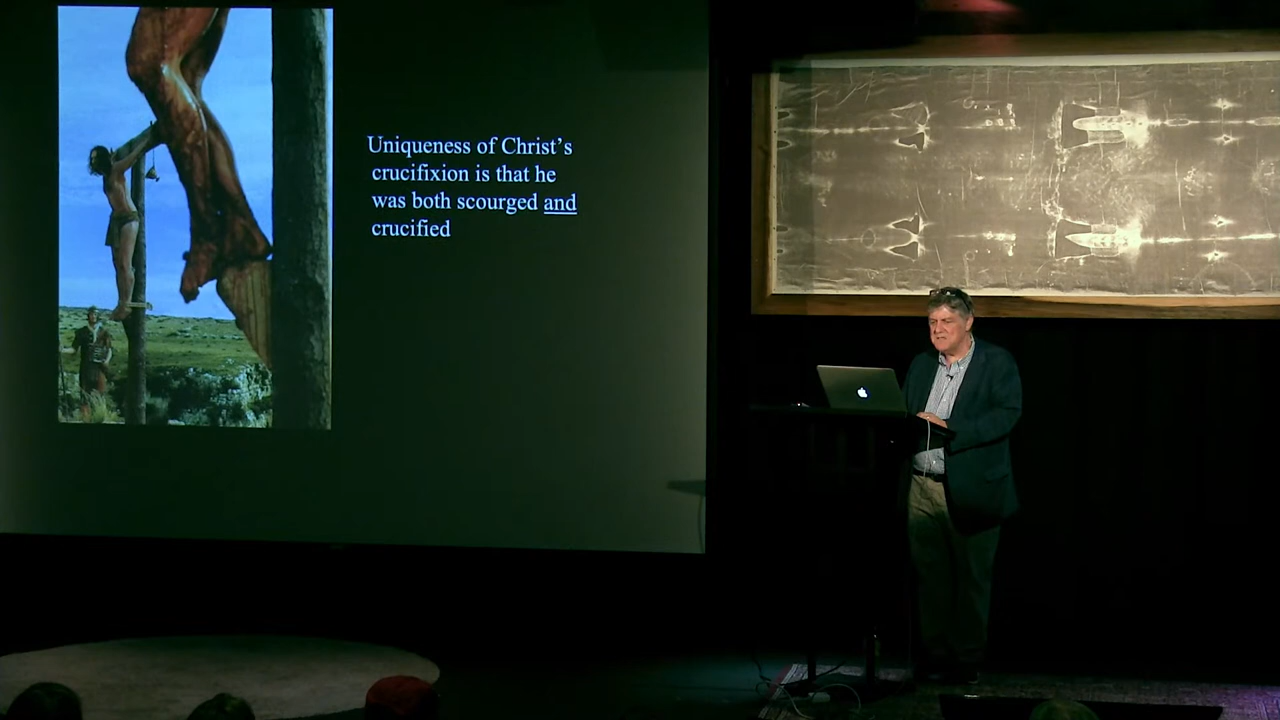 Uniqueness of Christ's
crucifixion is that he
was both scourged and
crucified